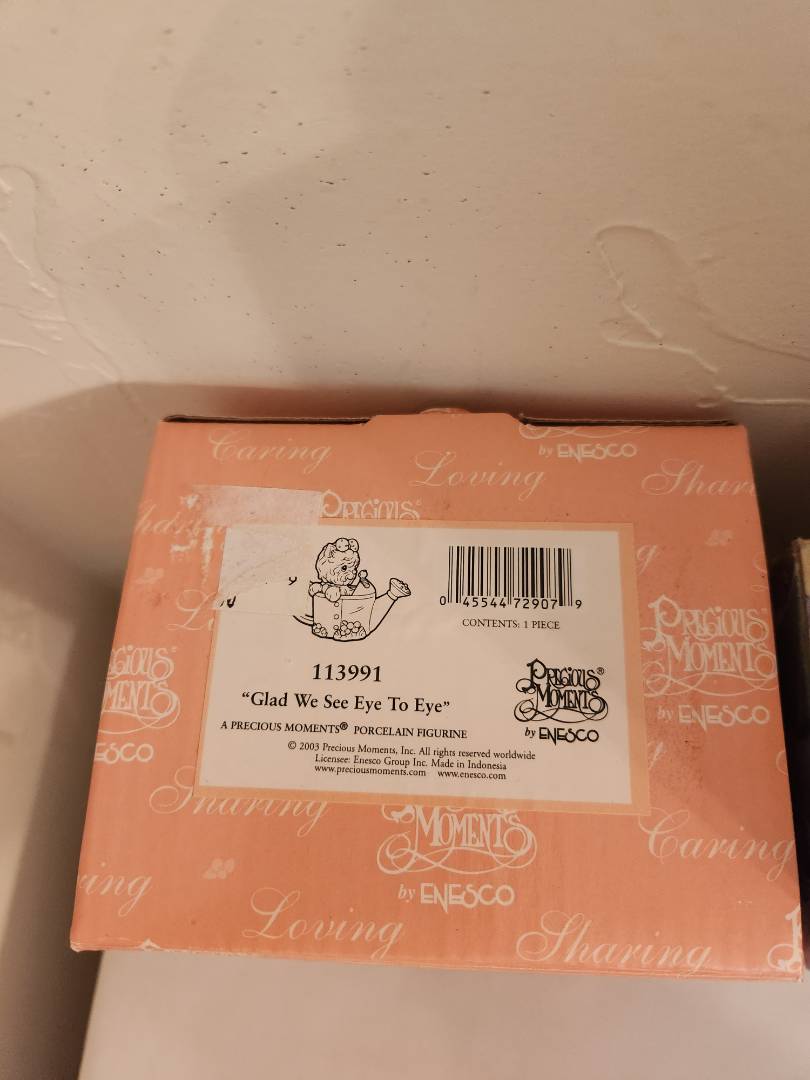 Caring
Loving
by ENESCO
Sharing
PRECIOUS
0 45544 72907 9
CONTENTS: 1 PIECE
113991
"Glad We See Eye To Eye"
A PRECIOUS MOMENTS® PORCELAIN FIGURINE
© 2003 Precious Moments, Inc. All rights reserved worldwide
Licensee: Enesco Group Inc. Made in Indonesia
www.preciousmoments.com www.enesco.com
PRECIOUS®
MOMENTS
by ENESCO
PRECIOUS
MOMENTS
by ENESCO
Sharing
MOMENTS
by ENESCO
Caring
Loving
Sharing